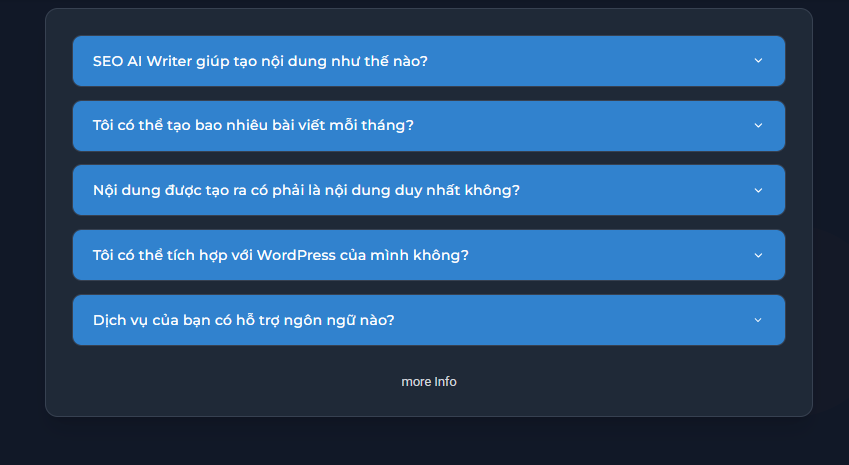 SEO AI Writer giúp tạo nội dung như thế nào?
Tôi có thể tạo bao nhiêu bài viết mỗi tháng?
Nội dung được tạo ra có phải là nội dung duy nhất không?
Tôi có thể tích hợp với WordPress của mình không?
Dịch vụ của bạn có hỗ trợ ngôn ngữ nào?
more Info